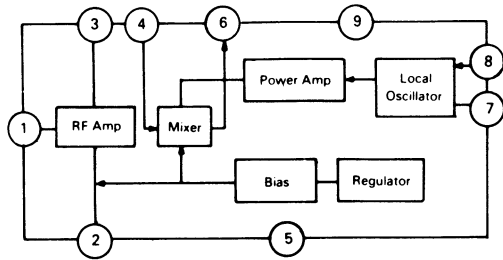 3 4 6 9
8
Power Amp
Local
Oscillator
7
1
RF Amp
Mixer
Bias
Regulator
2
5